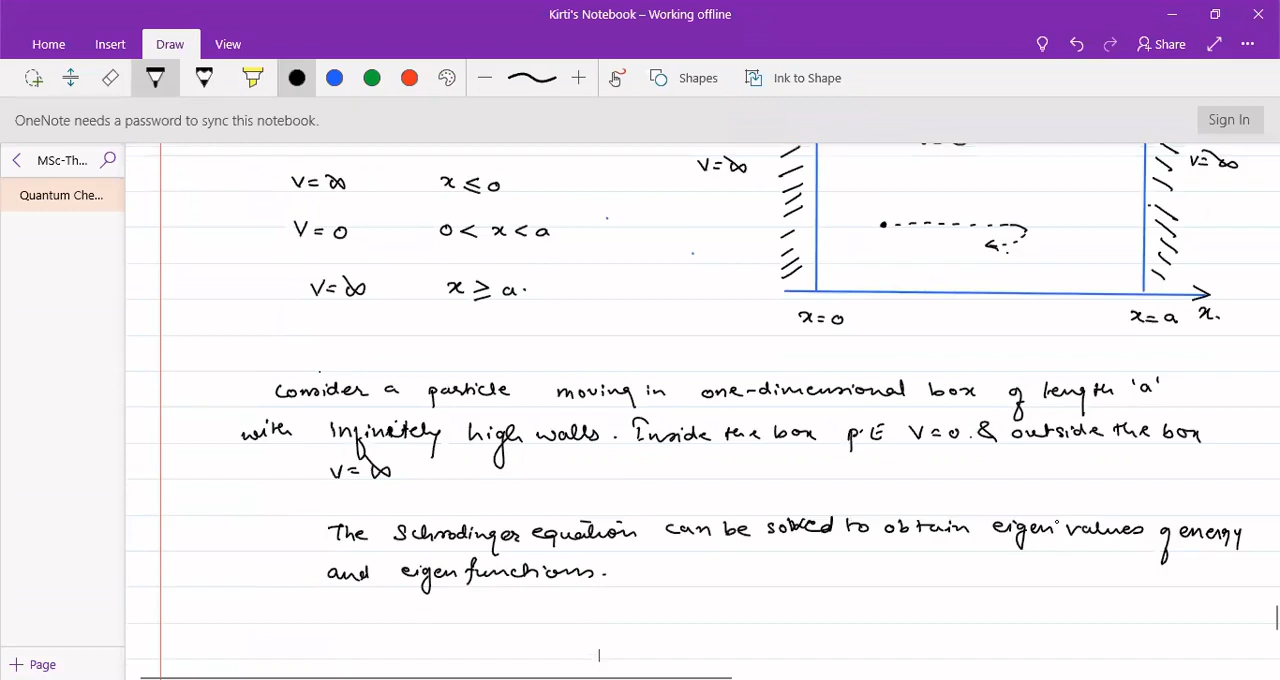 Kirti's Notebook – Working offline
Home Insert Draw View
Share
Shapes
Ink to Shape
OneNote needs a password to sync this notebook.
Sign In
MSc-Th...
Quantum Che...
V=∞ x ≤ 0
V = 0 0 < x < a
V=∞ x ≥ a.
V=∞
V=∞
x=0
x=a x.
Consider a particle moving in one-dimensional box of length 'a'
with Infinitely high walls. Inside the box P.E V=0. & outside the box
V=∞
The Schrodinger equation can be solved to obtain eigen values of energy
and eigen functions.
Page